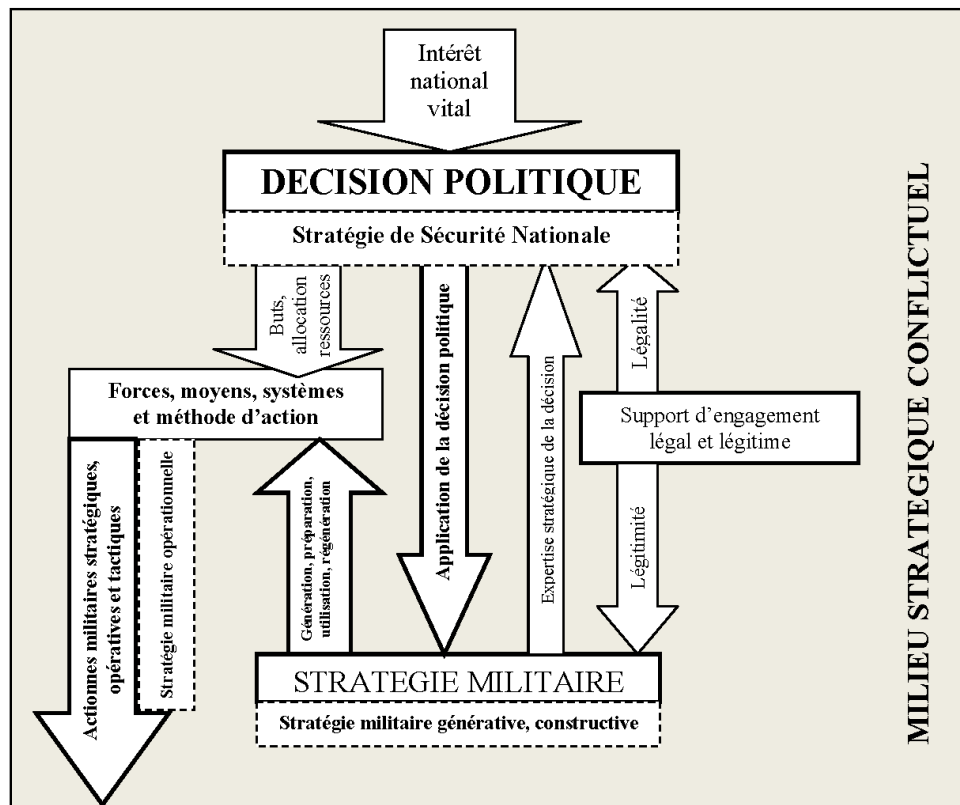 Intérêt
national
vital
DECISION POLITIQUE
Stratégie de Sécurité Nationale
Buts,
allocation
ressources
Application de la décision politique
Expertise stratégique de la décision
Légalité
Forces, moyens, systèmes
et méthode d’action
Support d’engagement
légal et légitime
Légitimité
Actionnes militaires stratégiques,
opératives et tactiques
Stratégie militaire opérationnelle
Génération, préparation,
utilisation, régénération
STRATEGIE MILITAIRE
Stratégie militaire générative, constructive
MILIEU STRATEGIQUE CONFLICTUEL